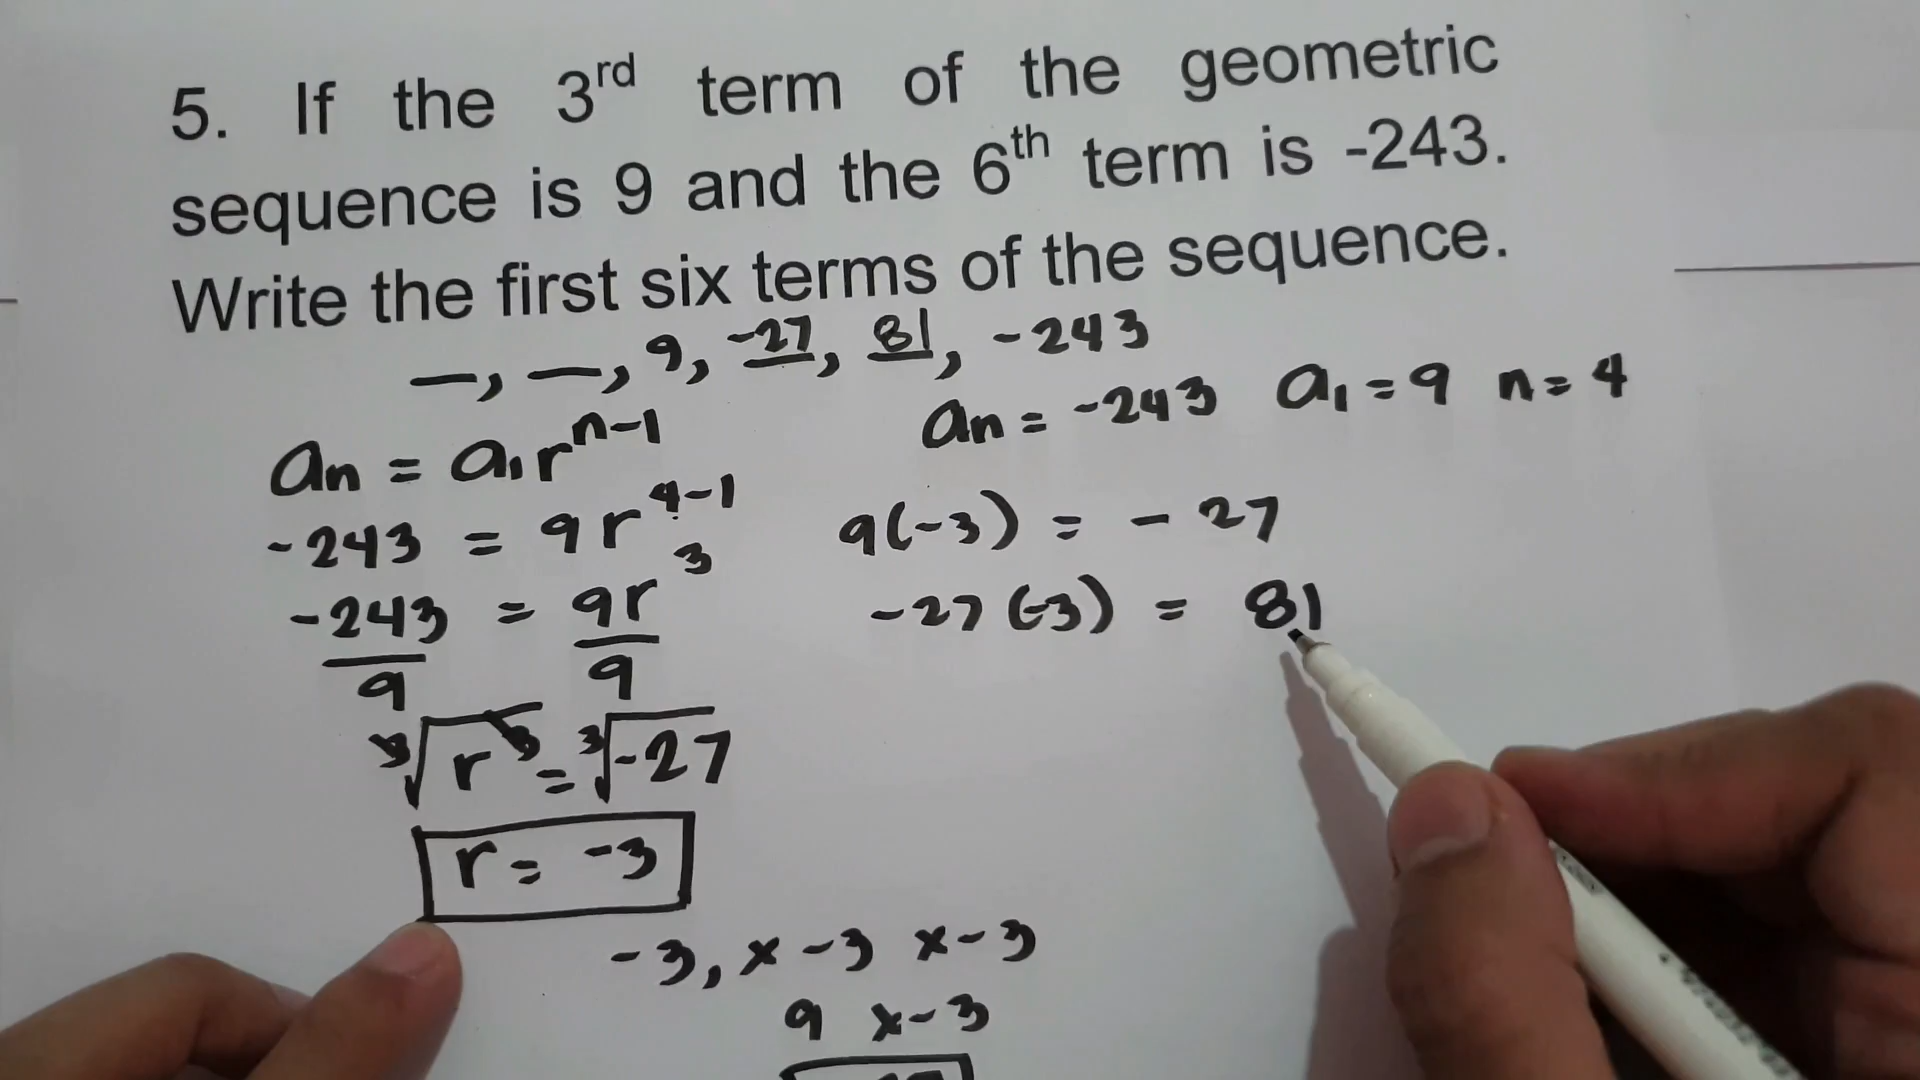 5. If the 3rd term of the geometric
sequence is 9 and the 6th term is -243.
Write the first six terms of the sequence.
—, —, 9, -27, 81, -243
an = a1 r^n-1
an = -243 a1 = 9 n = 4
-243 = 9r^4-1
9(-3) = -27
-243/9 = 9r^3/9
-27(-3) = 81
∛r^3 = ∛-27
r = -3
-3, x -3 x -3
9 x -3